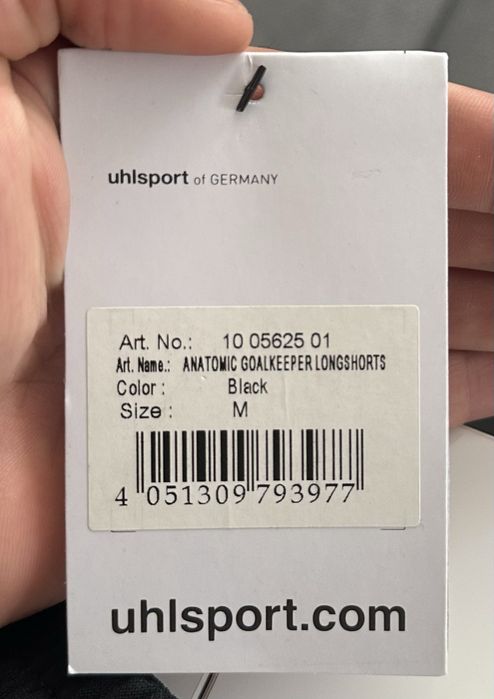 uhlsport of GERMANY
Art. No.: 10 05625 01
Art. Name.: ANATOMIC GOALKEEPER LONGSHORTS
Color : Black
Size : M
4 051309 793977
uhlsport.com